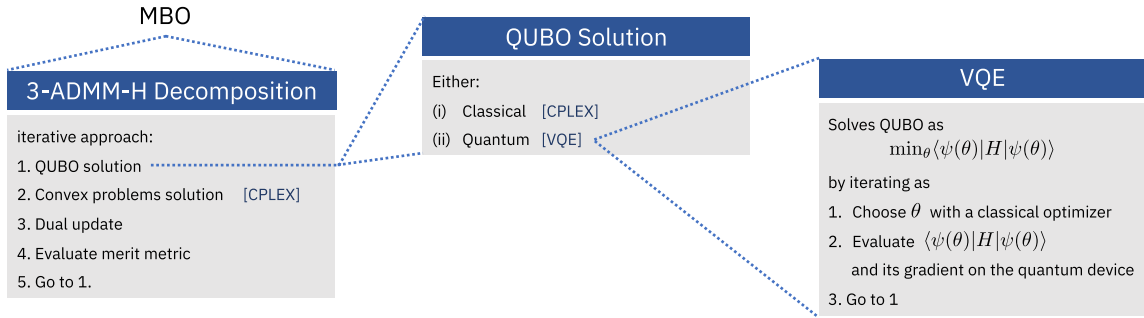 MBO
3-ADMM-H Decomposition
iterative approach:
1. QUBO solution
2. Convex problems solution [CPLEX]
3. Dual update
4. Evaluate merit metric
5. Go to 1.
QUBO Solution
Either:
(i) Classical [CPLEX]
(ii) Quantum [VQE]
VQE
Solves QUBO as
min_θ⟨ψ(θ)|H|ψ(θ)⟩
by iterating as
1. Choose θ with a classical optimizer
2. Evaluate ⟨ψ(θ)|H|ψ(θ)⟩
and its gradient on the quantum device
3. Go to 1